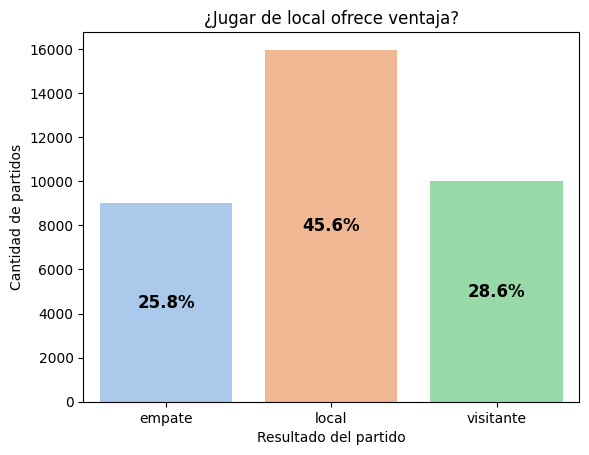 ¿Jugar de local ofrece ventaja?
Cantidad de partidos
16000
14000
12000
10000
8000
6000
4000
2000
0
25.8%
45.6%
28.6%
empate
local
visitante
Resultado del partido